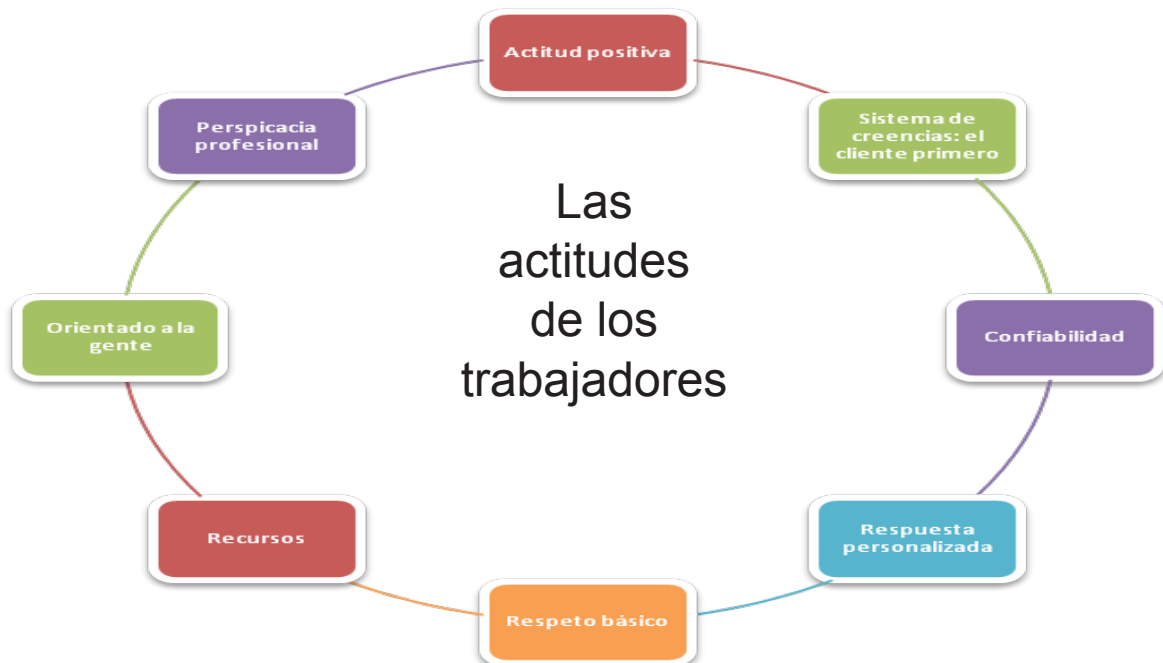 Actitud positiva
Sistema de
creencias: el
cliente primero
Confiabilidad
Respuesta
personalizada
Respeto básico
Recursos
Orientado a la
gente
Perspicacia
profesional
Las
actitudes
de los
trabajadores